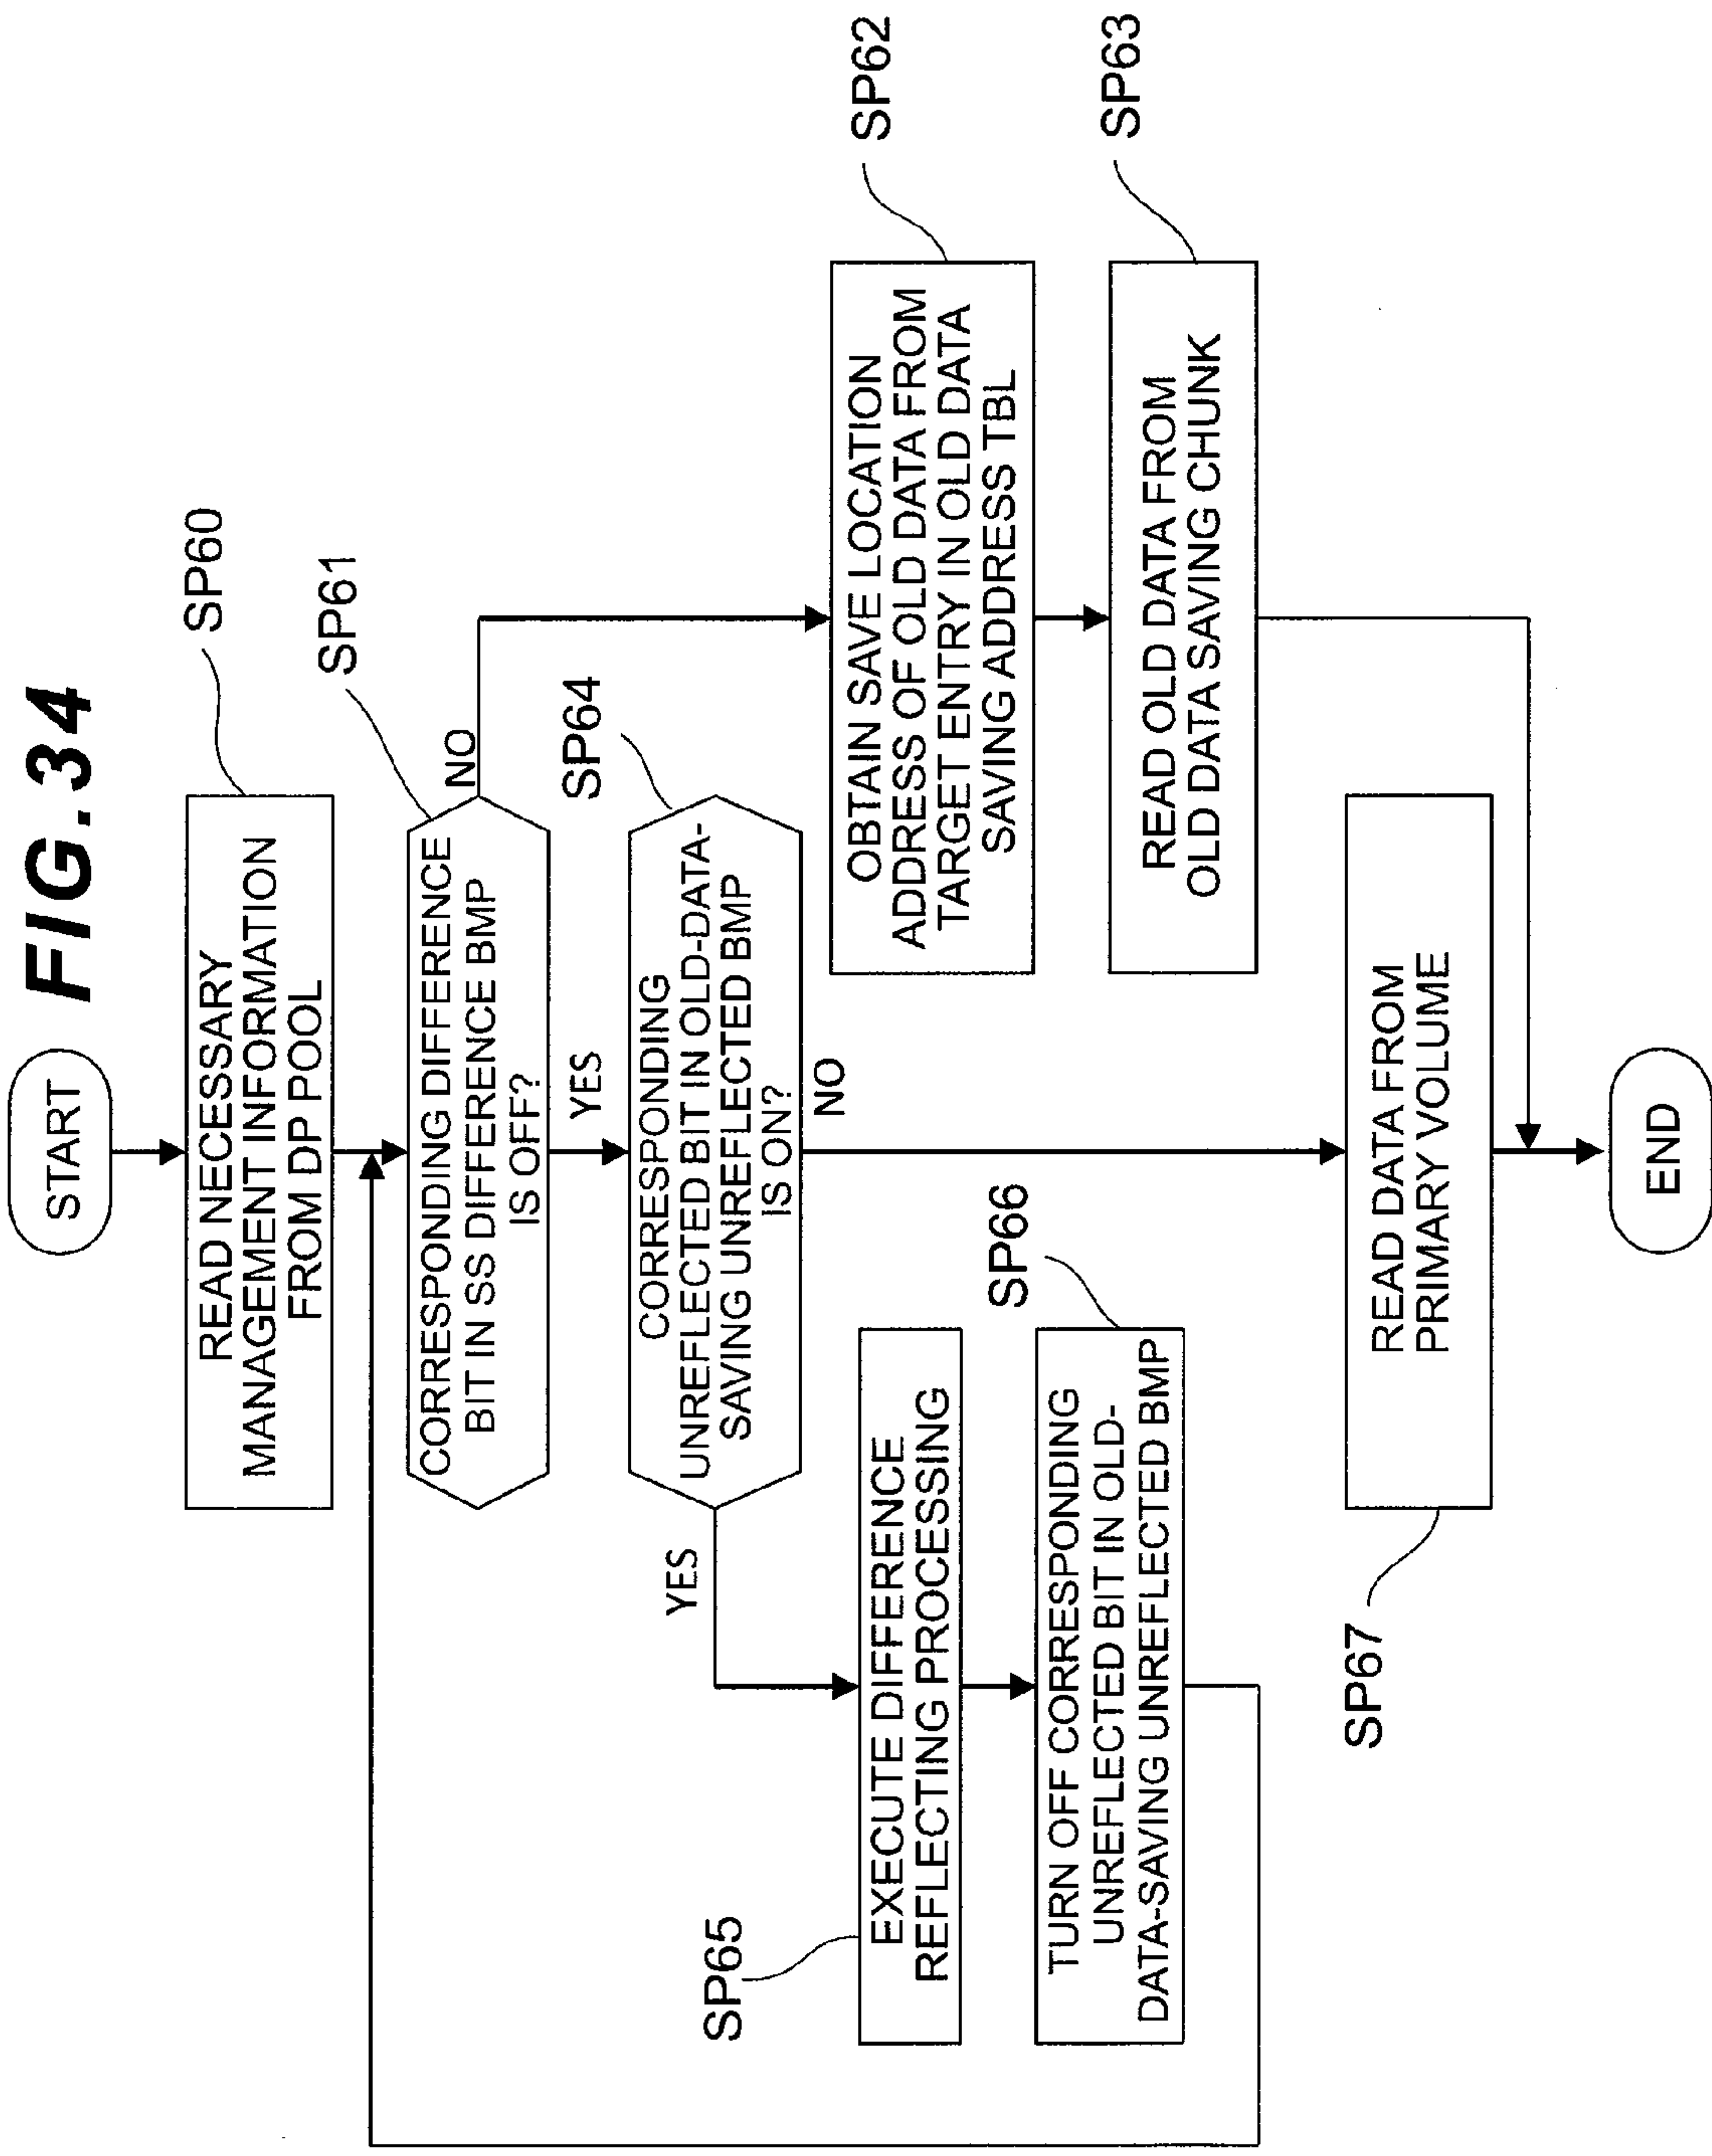 FIG.34
START
READ NECESSARY
MANAGEMENT INFORMATION
FROM DP POOL
SP60
CORRESPONDING DIFFERENCE
BIT IN SS DIFFERENCE BMP
IS OFF?
SP61
NO
YES
CORRESPONDING
UNREFLECTED BIT IN OLD-DATA-
SAVING UNREFLECTED BMP
IS ON?
SP64
NO
YES
OBTAIN SAVE LOCATION
ADDRESS OF OLD DATA FROM
TARGET ENTRY IN OLD DATA
SAVING ADDRESS TBL
SP62
READ OLD DATA FROM
OLD DATA SAVING CHUNK
SP63
EXECUTE DIFFERENCE
REFLECTING PROCESSING
SP65
TURN OFF CORRESPONDING
UNREFLECTED BIT IN OLD-
DATA-SAVING UNREFLECTED BMP
SP66
READ DATA FROM
PRIMARY VOLUME
SP67
END